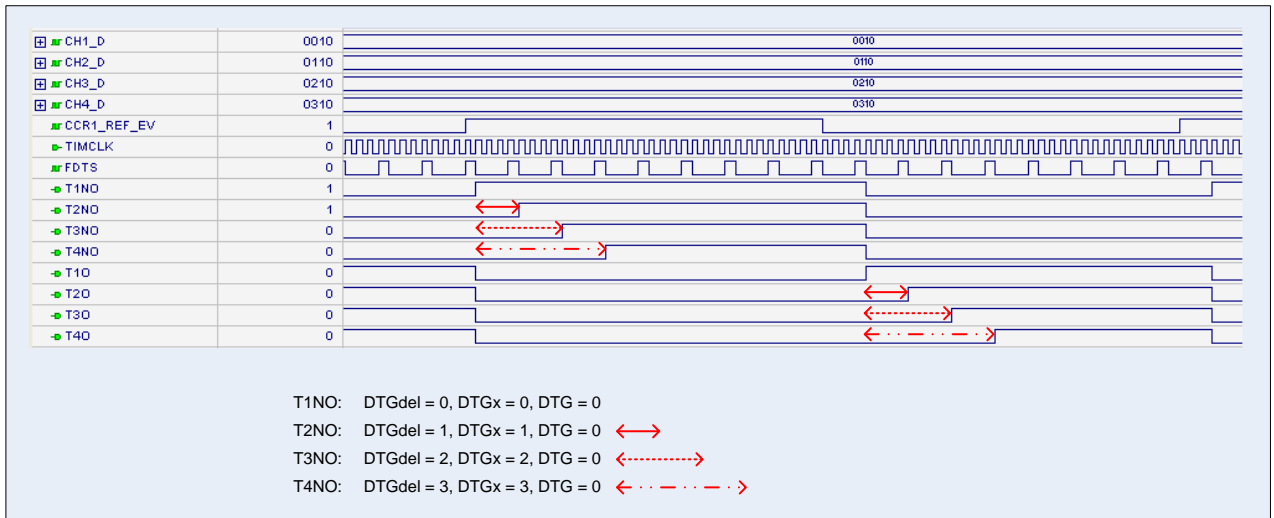 CH1_D 0010 0010
CH2_D 0110 0110
CH3_D 0210 0210
CH4_D 0310 0310
CCR1_REF_EV 1
TIMCLK 0
FDTS 0
T1NO 1
T2NO 1
T3NO 0
T4NO 0
T1O 0
T2O 0
T3O 0
T4O 0
T1NO: DTGdel = 0, DTGx = 0, DTG = 0
T2NO: DTGdel = 1, DTGx = 1, DTG = 0
T3NO: DTGdel = 2, DTGx = 2, DTG = 0
T4NO: DTGdel = 3, DTGx = 3, DTG = 0